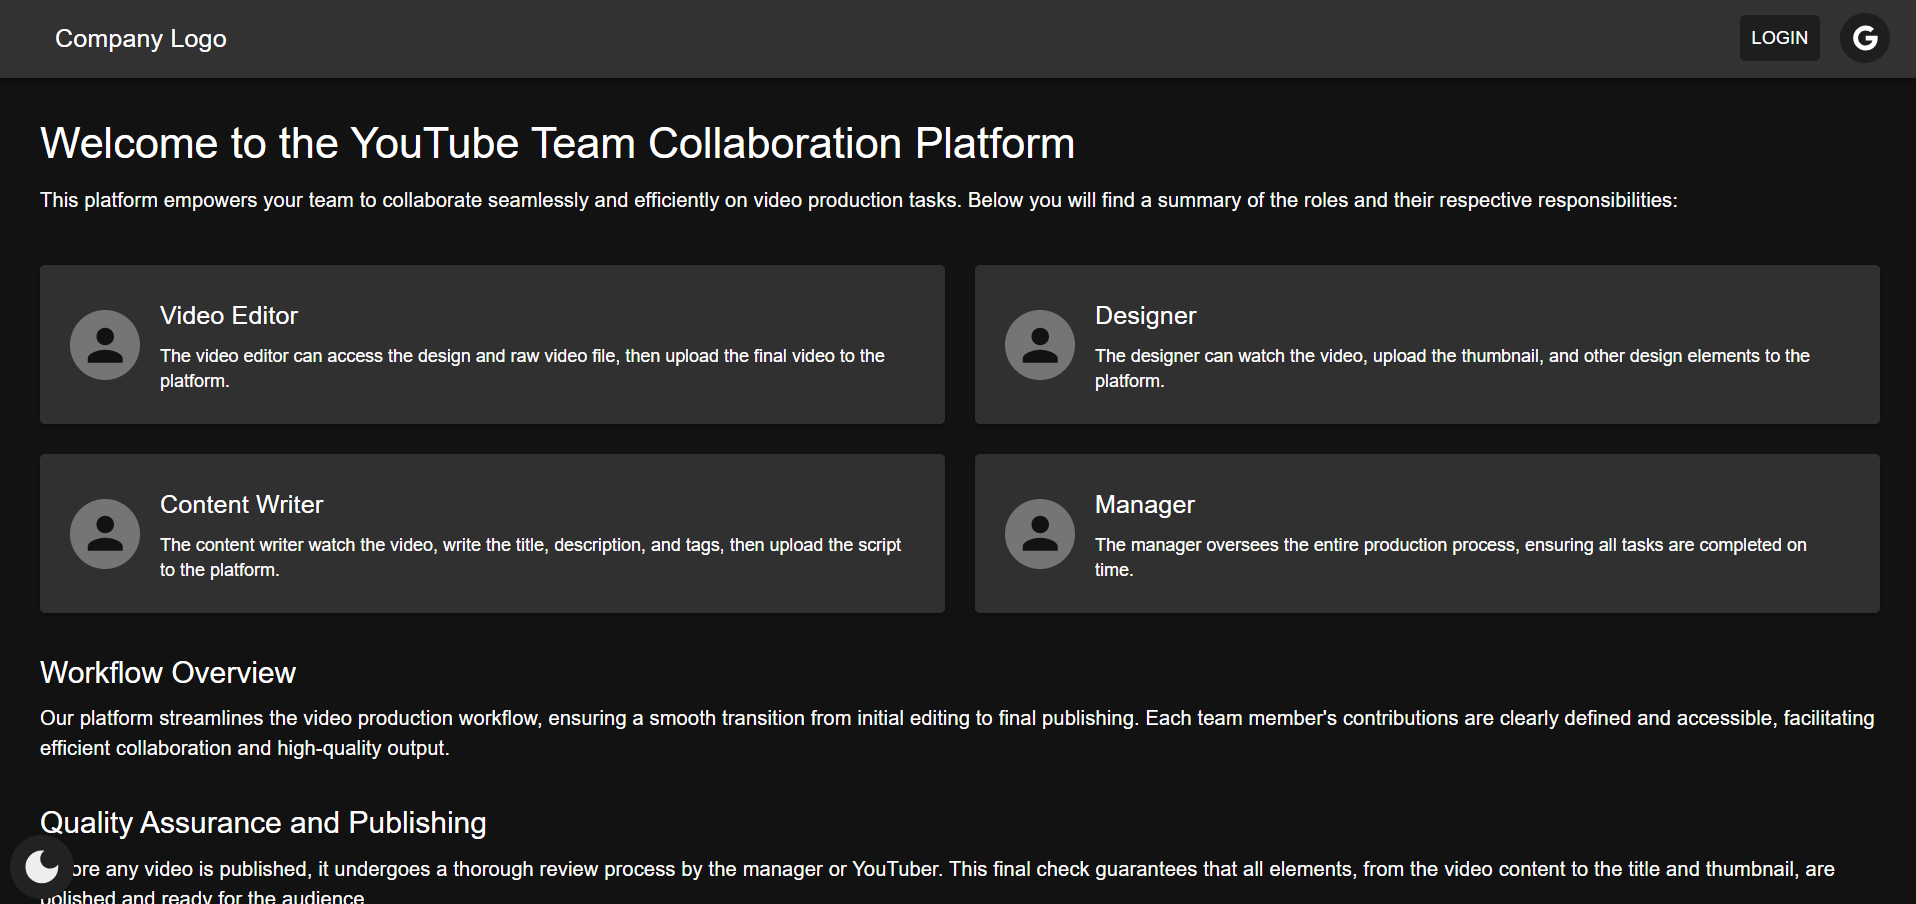 Company Logo
LOGIN
G
Welcome to the YouTube Team Collaboration Platform
This platform empowers your team to collaborate seamlessly and efficiently on video production tasks. Below you will find a summary of the roles and their respective responsibilities:
Video Editor
The video editor can access the design and raw video file, then upload the final video to the
platform.
Designer
The designer can watch the video, upload the thumbnail, and other design elements to the
platform.
Content Writer
The content writer watch the video, write the title, description, and tags, then upload the script
to the platform.
Manager
The manager oversees the entire production process, ensuring all tasks are completed on
time.
Workflow Overview
Our platform streamlines the video production workflow, ensuring a smooth transition from initial editing to final publishing. Each team member's contributions are clearly defined and accessible, facilitating
efficient collaboration and high-quality output.
Quality Assurance and Publishing
ore any video is published, it undergoes a thorough review process by the manager or YouTuber. This final check guarantees that all elements, from the video content to the title and thumbnail, are
polished and ready for the audience